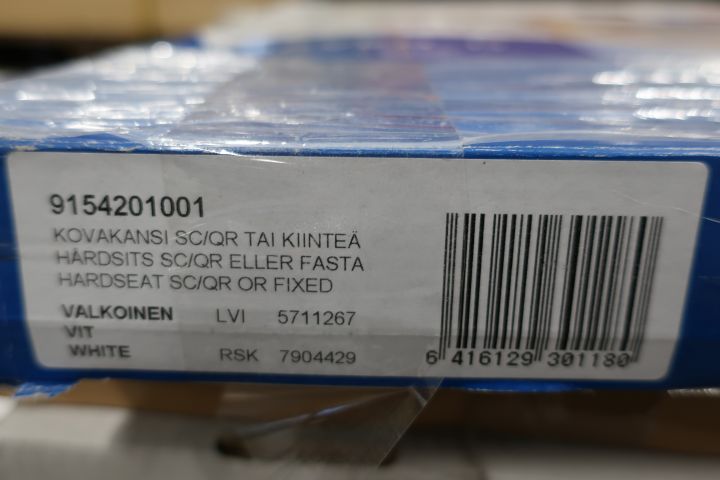 9154201001
KOVAKANSI SC/QR TAI KIINTEÄ
HÅRDSITS SC/QR ELLER FASTA
HARDSEAT SC/QR OR FIXED
VALKOINEN LVI 5711267
VIT
WHITE RSK 7904429
6 416129 301180